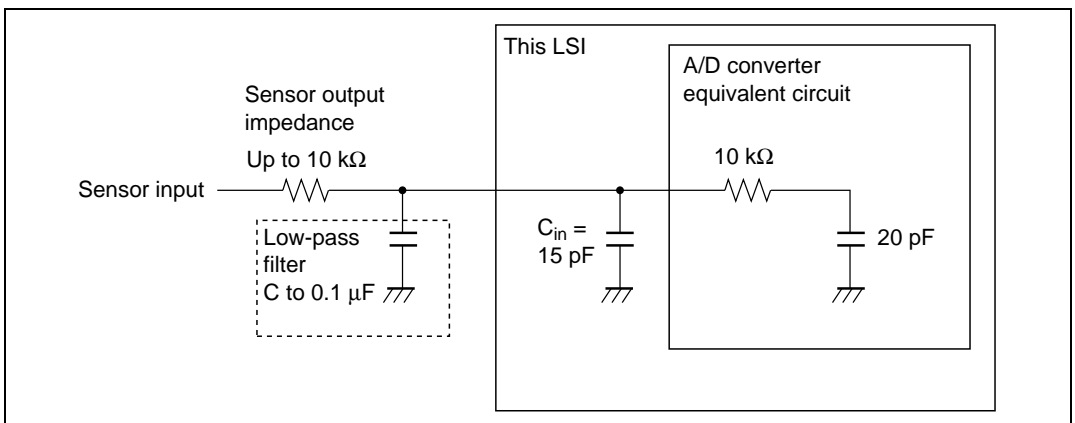 This LSI
A/D converter
equivalent circuit
Sensor output
impedance
Up to 10 kΩ
10 kΩ
Sensor input
Low-pass
filter
C to 0.1 μF
Cin =
15 pF
20 pF